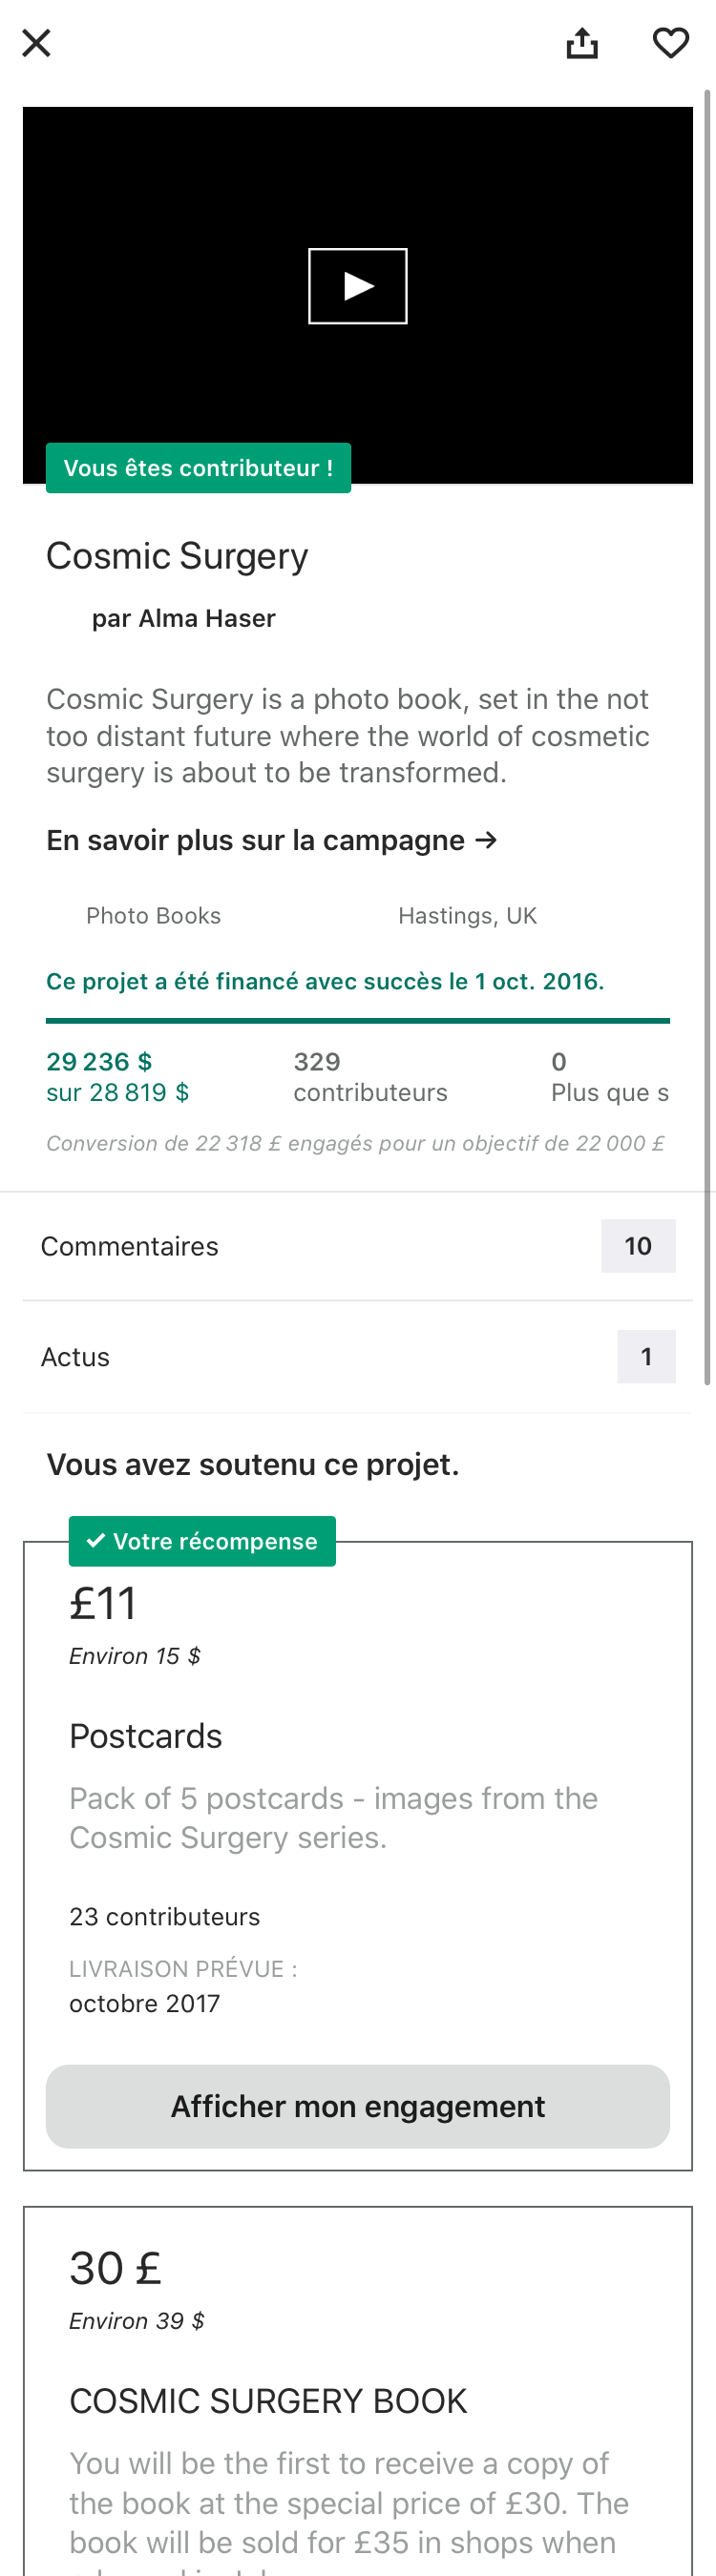 Vous êtes contributeur !
Cosmic Surgery
par Alma Haser
Cosmic Surgery is a photo book, set in the not
too distant future where the world of cosmetic
surgery is about to be transformed.
En savoir plus sur la campagne →
Photo Books
Hastings, UK
Ce projet a été financé avec succès le 1 oct. 2016.
29 236 $
sur 28 819 $
329
contributeurs
0
Plus que s
Conversion de 22 318 £ engagés pour un objectif de 22 000 £
Commentaires
10
Actus
1
Vous avez soutenu ce projet.
✓ Votre récompense
£11
Environ 15 $
Postcards
Pack of 5 postcards - images from the
Cosmic Surgery series.
23 contributeurs
LIVRAISON PRÉVUE :
octobre 2017
Afficher mon engagement
30 £
Environ 39 $
COSMIC SURGERY BOOK
You will be the first to receive a copy of
the book at the special price of £30. The
book will be sold for £35 in shops when